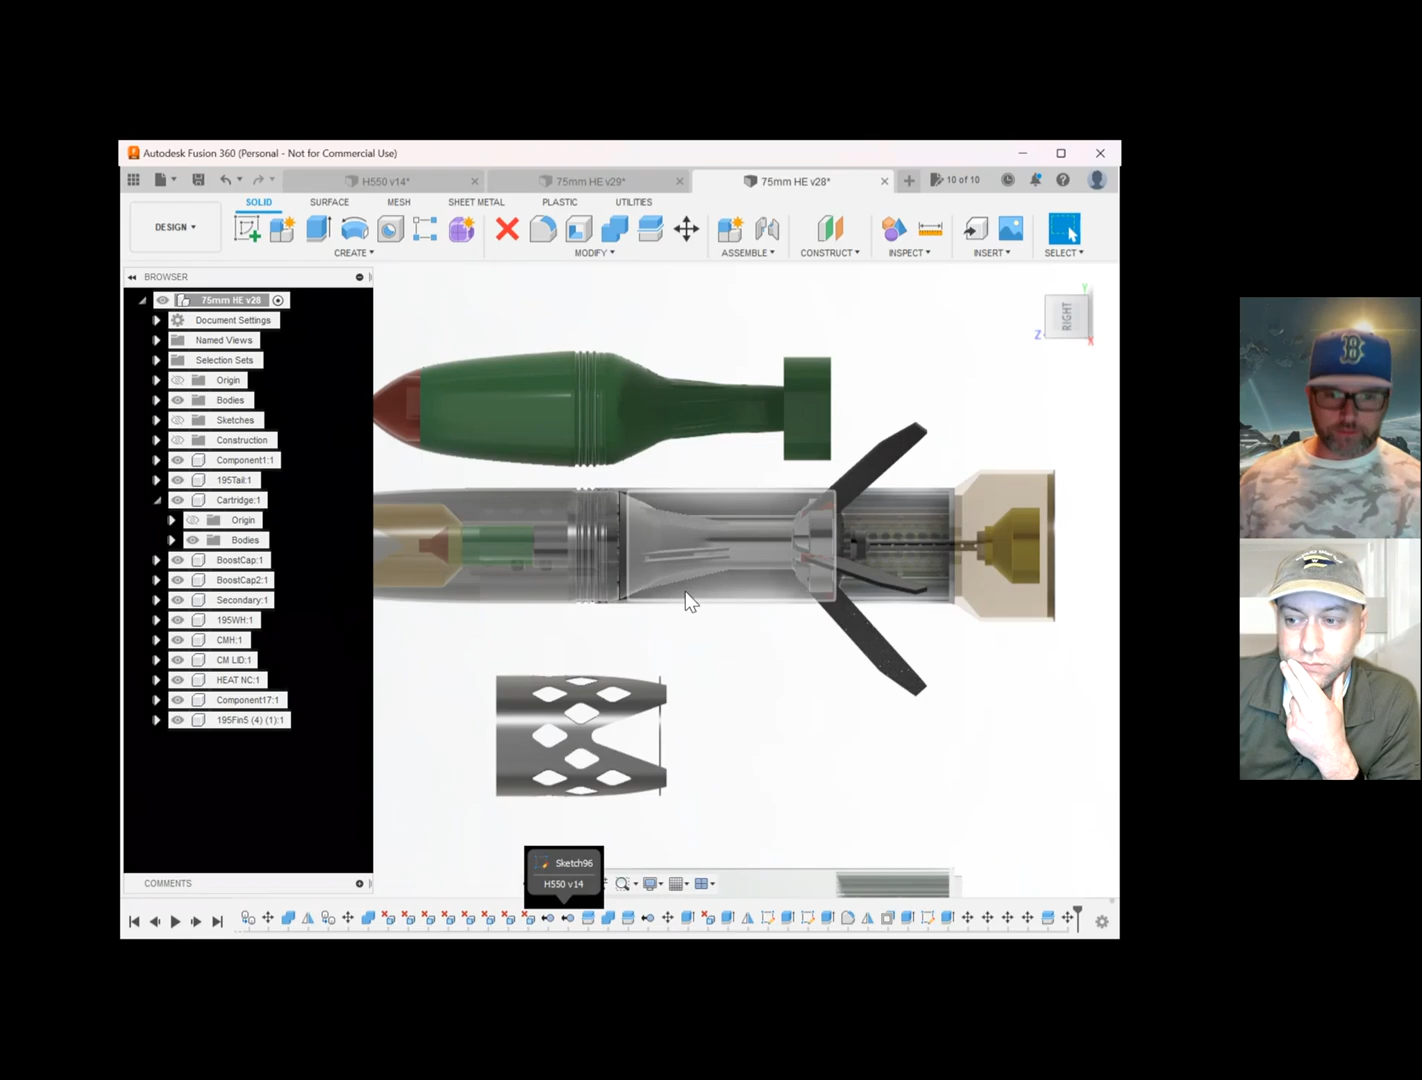 Autodesk Fusion 360 (Personal - Not for Commercial Use)
H550 v14*
75mm HE v29*
75mm HE v28*
10 of 10
DESIGN
SOLID
SURFACE
MESH
SHEET METAL
PLASTIC
UTILITIES
CREATE
MODIFY
ASSEMBLE
CONSTRUCT
INSPECT
INSERT
SELECT
BROWSER
75mm HE v28
Document Settings
Named Views
Selection Sets
Origin
Bodies
Sketches
Construction
Component1:1
195Tail:1
Cartridge:1
Origin
Bodies
BoostCap:1
BoostCap2:1
Secondary:1
195WH:1
CMH:1
CM LID:1
HEAT NC:1
Component17:1
195Fin5 (4) (1):1
Y
RIGHT
Z
X
B
COMMENTS
Sketch96
H550 v14